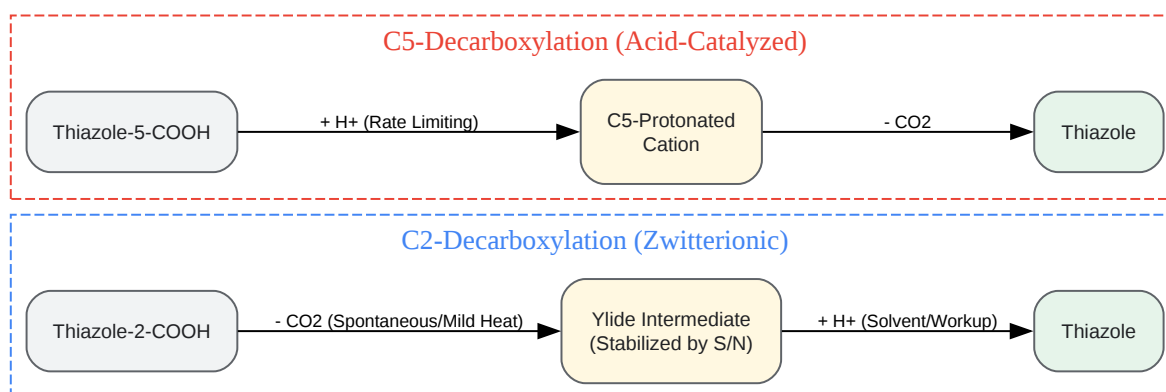 C5-Decarboxylation (Acid-Catalyzed)
Thiazole-5-COOH
+ H+ (Rate Limiting)
C5-Protonated
Cation
- CO2
Thiazole
C2-Decarboxylation (Zwitterionic)
Thiazole-2-COOH
- CO2 (Spontaneous/Mild Heat)
Ylide Intermediate
(Stabilized by S/N)
+ H+ (Solvent/Workup)
Thiazole